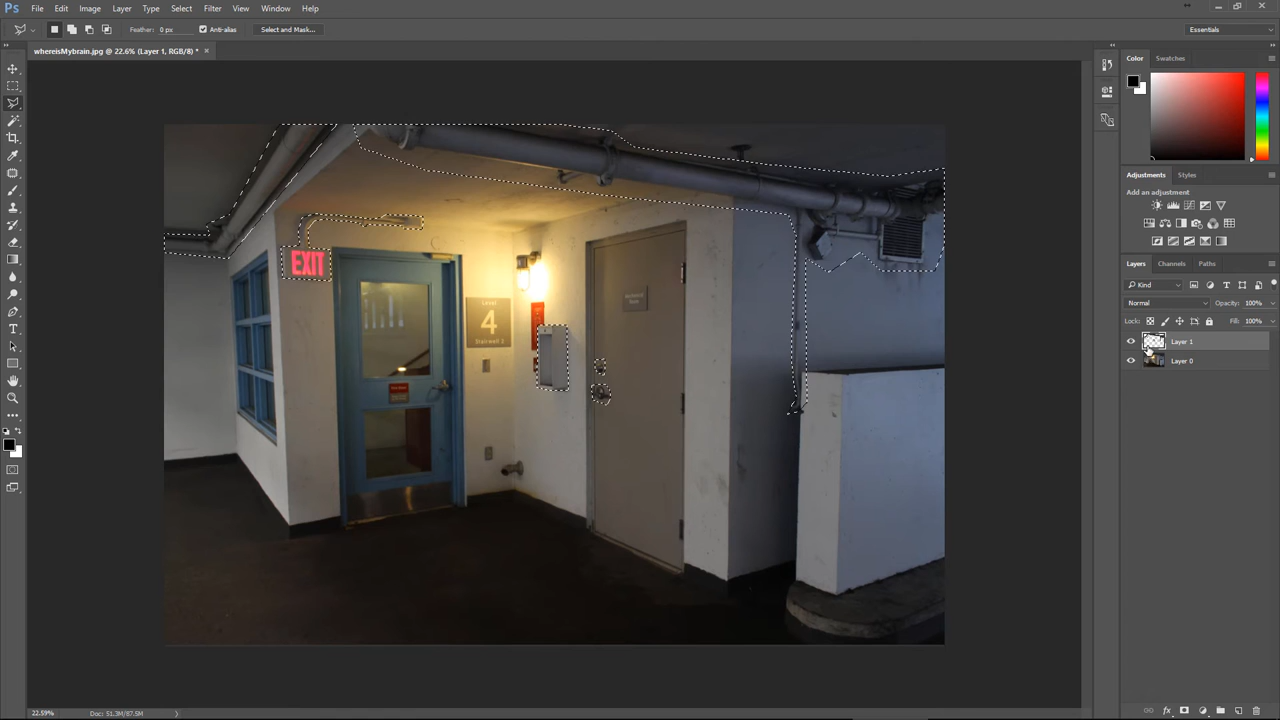 Ps File Edit Image Layer Type Select Filter View Window Help
Feather: 0 px Anti-alias Select and Mask... Essentials
whereisMybrain.jpg @ 22.6% (Layer 1, RGB/8) *
Color Swatches
Adjustments Styles
Add an adjustment
Layers Channels Paths
Kind
Normal Opacity: 100%
Lock: Fill: 100%
Layer 1
Layer 0
EXIT
Level
4
Stairwell 2
22.59% Doc: 51.3M/87.5M